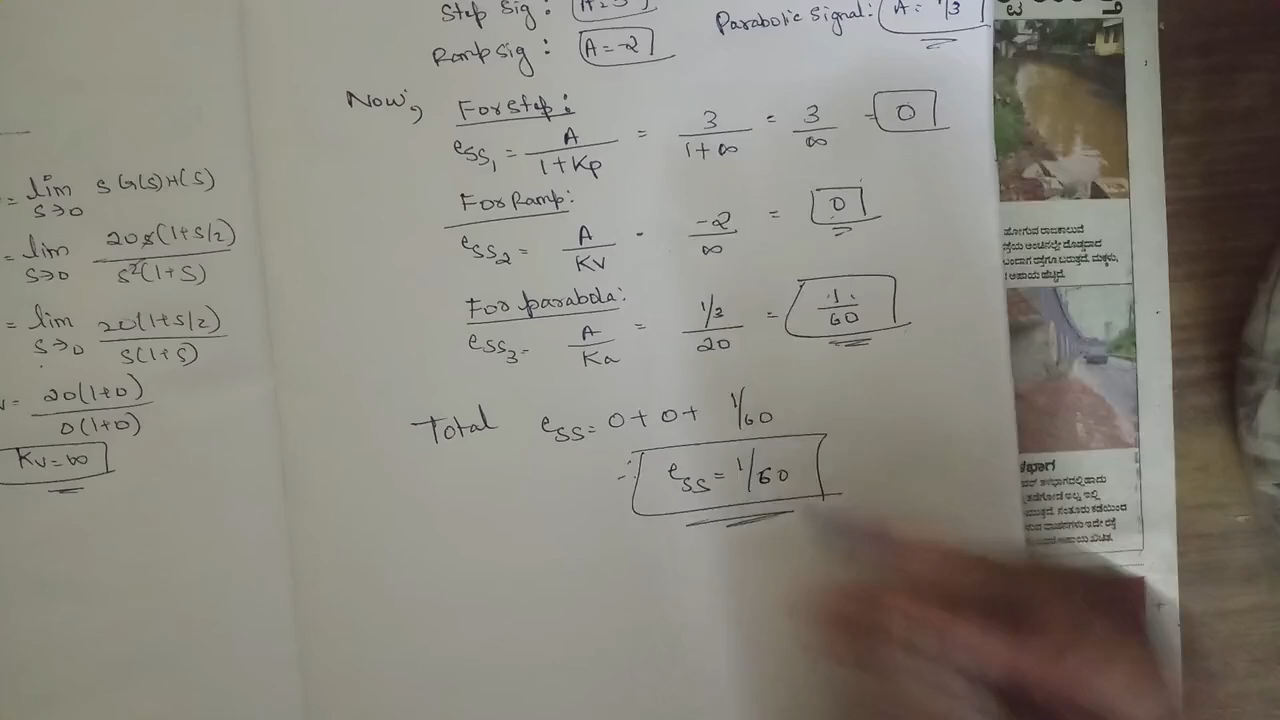 Step Sig: A=3
Ramp sig: A=-2
Parabolic Signal: A = 1/3
Now, For step:
eSS1 = A / 1+Kp = 3 / 1+∞ = 3 / ∞ = 0
For Ramp:
eSS2 = A / Kv = -2 / ∞ = 0
For parabola:
eSS3 = A / Ka = 1/3 / 20 = 1 / 60
Total eSS = 0 + 0 + 1/60
∴ eSS = 1/60
= lim S→0 S G(S) H(S)
= lim S→0 20s(1+S/2) / S²(1+S)
= lim S→0 20(1+S/2) / S(1+S)
= 20(1+0) / 0(1+0)
Kv = ∞
ಹೋಗುವ ರಾಜಕಾಲುವೆ